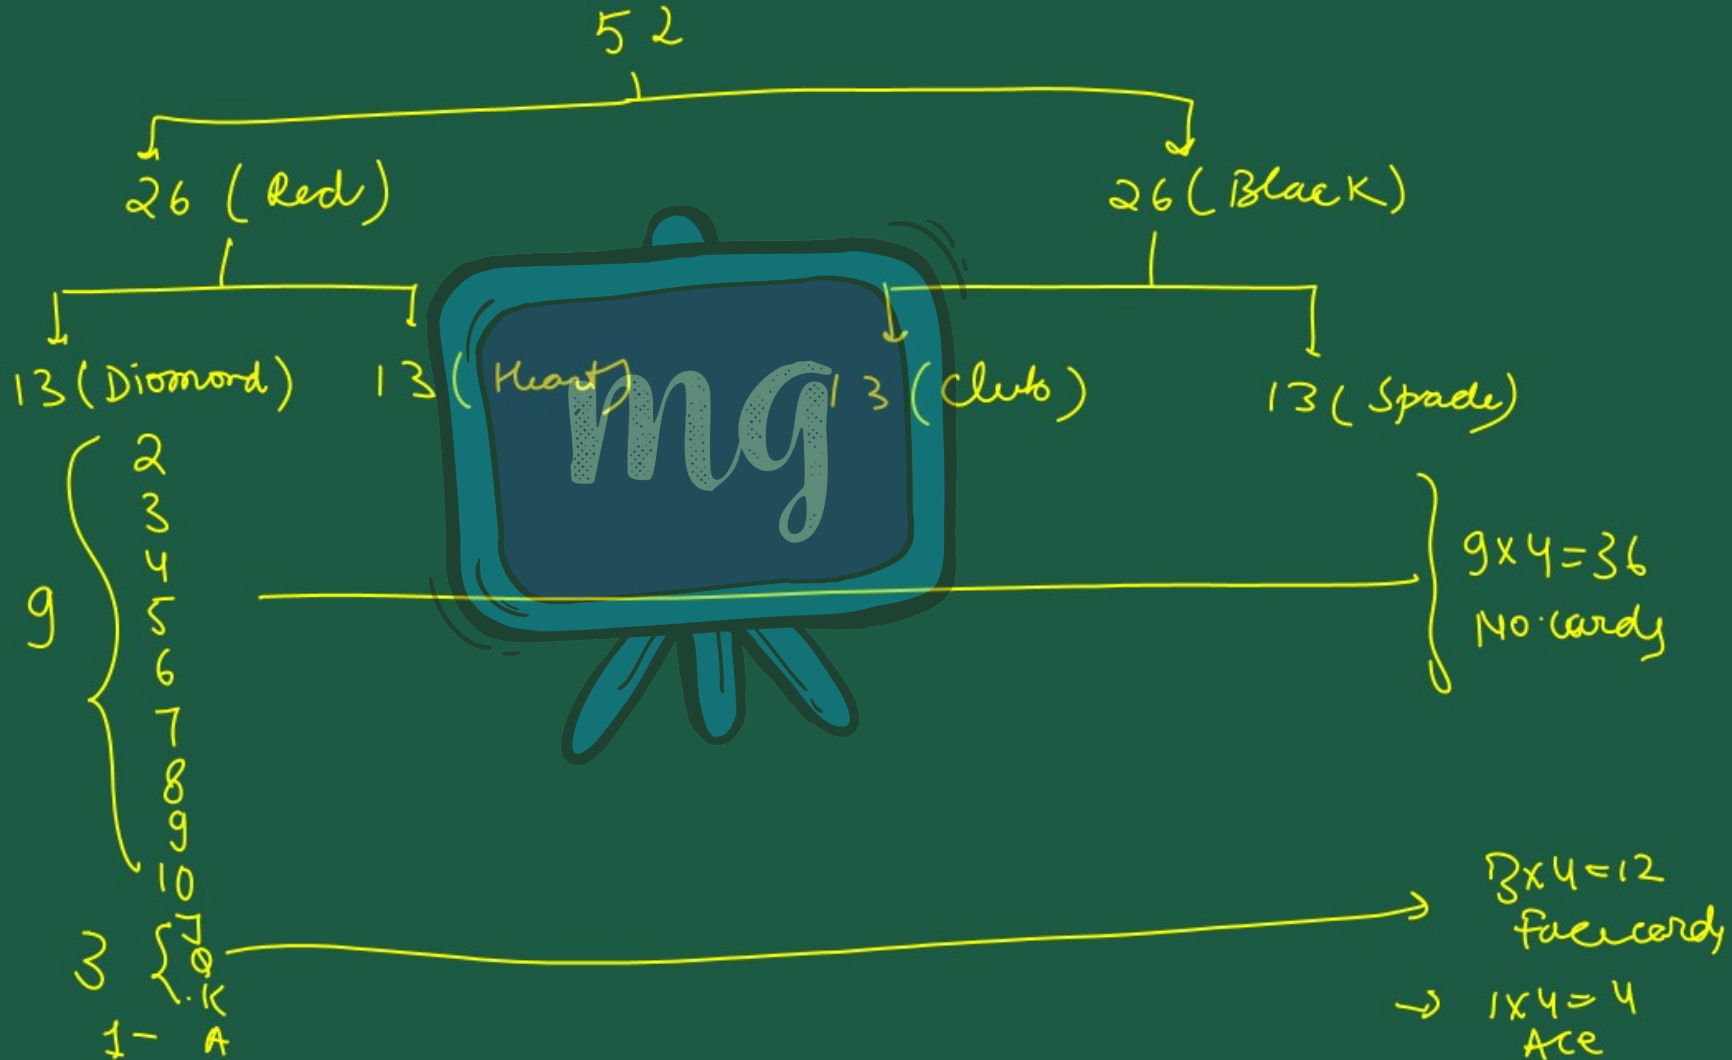 52
26 (Red)
26 (Black)
13 (Diomond)
13 (Heart)
13 (Club)
13 (Spade)
mg
2
3
4
5
6
7
8
9
10
9
9x4=36
No. cards
J
Q
K
3
3x4=12
Face cards
1- A
→ 1x4=4
Ace